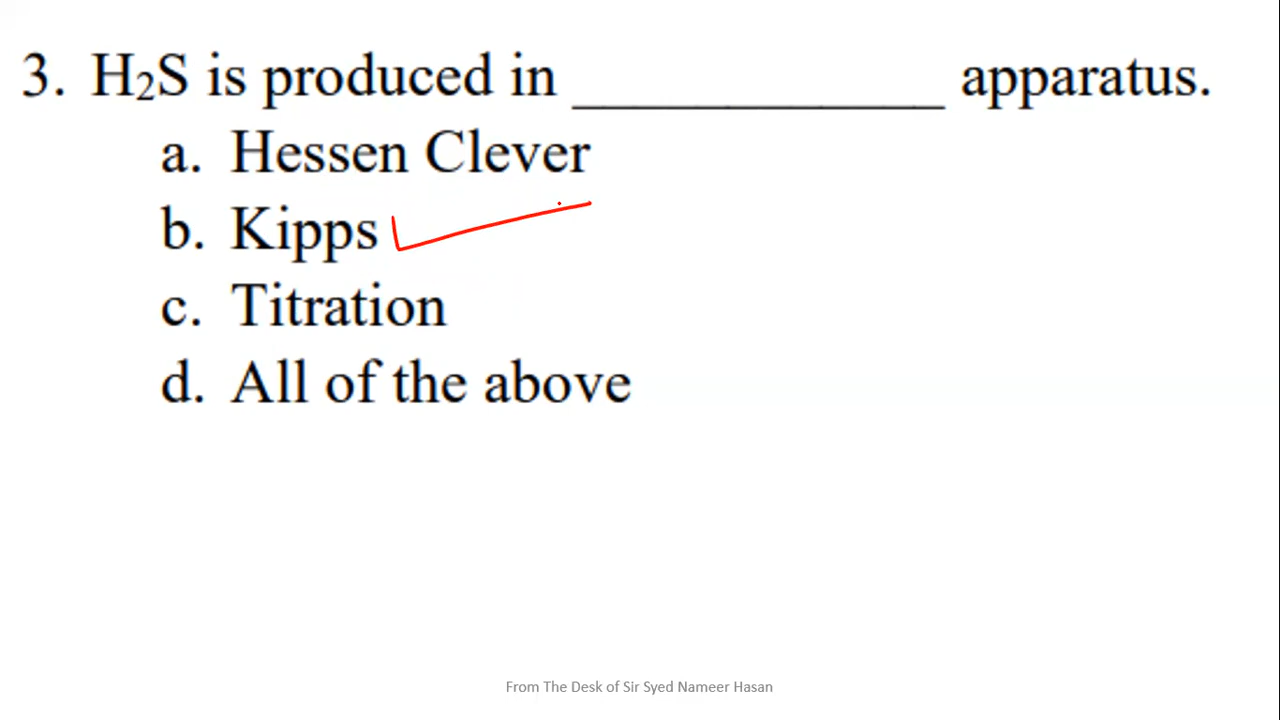 3. H₂S is produced in ______________ apparatus.
a. Hessen Clever
b. Kipps
c. Titration
d. All of the above
From The Desk of Sir Syed Nameer Hasan